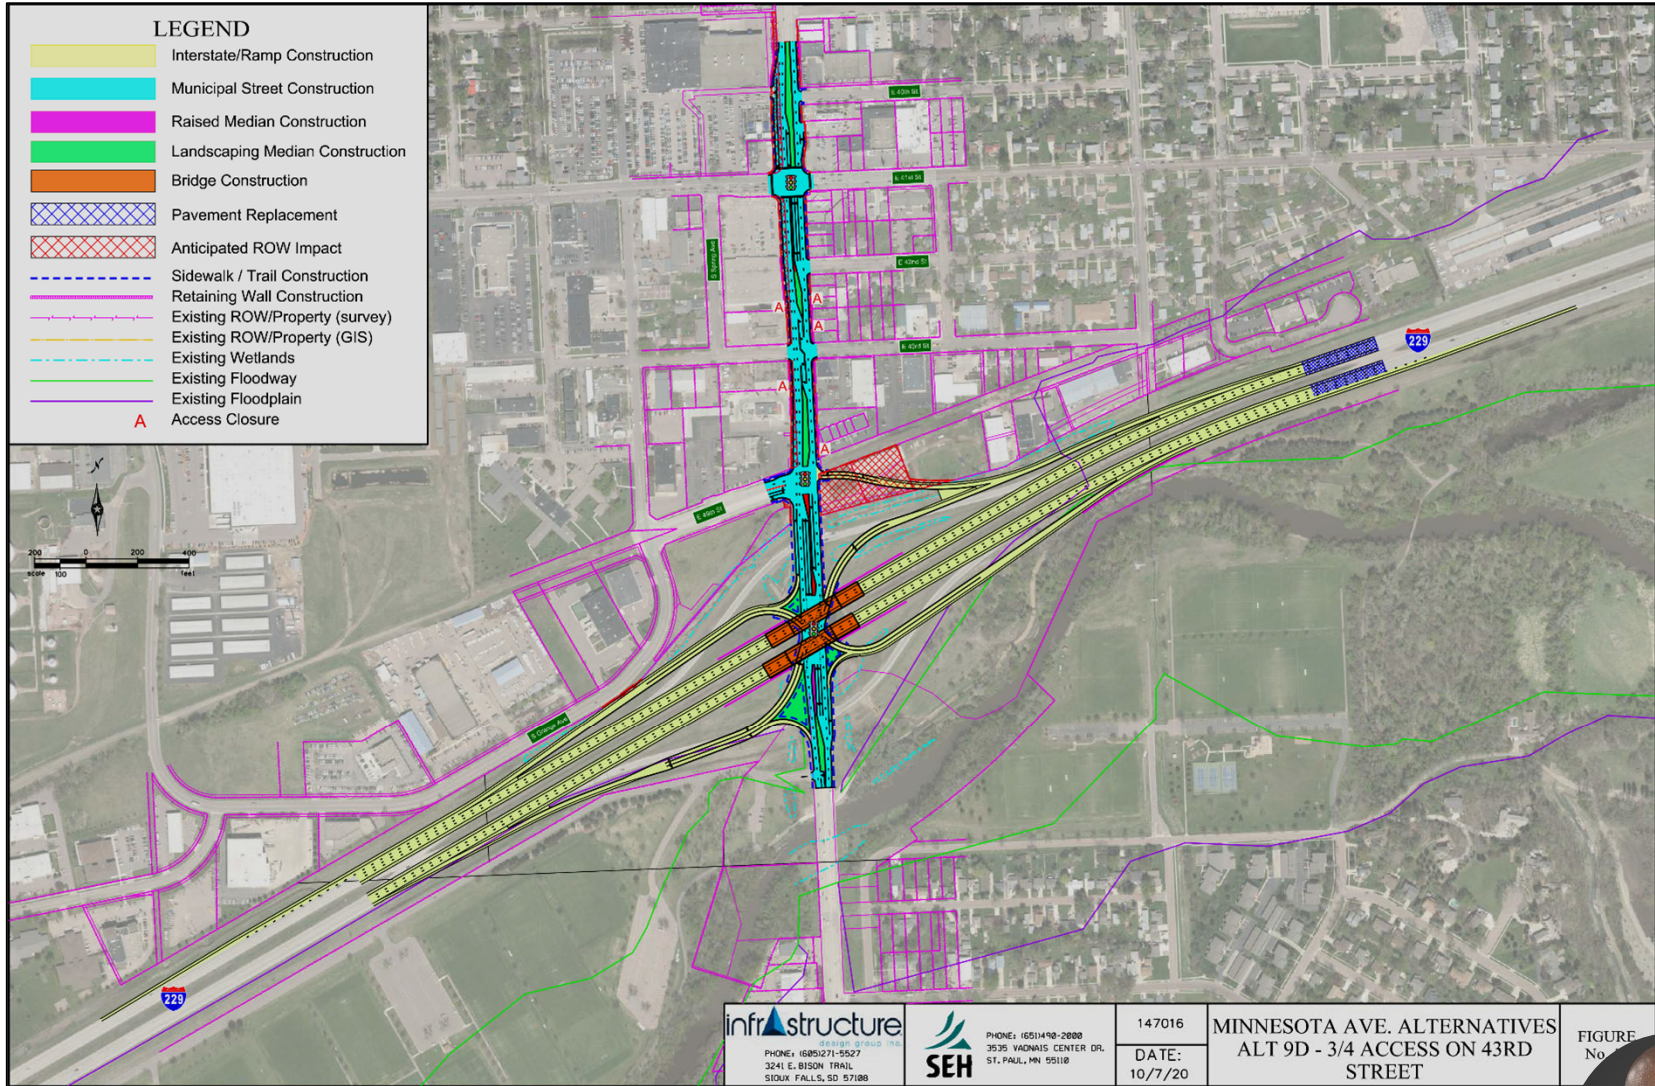 LEGEND
Interstate/Ramp Construction
Municipal Street Construction
Raised Median Construction
Landscaping Median Construction
Bridge Construction
Pavement Replacement
Anticipated ROW Impact
Sidewalk / Trail Construction
Retaining Wall Construction
Existing ROW/Property (survey)
Existing ROW/Property (GIS)
Existing Wetlands
Existing Floodway
Existing Floodplain
A Access Closure
E 40th St
E 41st St
S Spring Ave
E 42nd St
A
A
A
E 43rd St
A
A
229
E 49th St
N
200 0 200 400
scale 100 feet
S Grange Ave
229
infrastructure
design group inc.
PHONE: (605)271-5527
3241 E. BISON TRAIL
SIOUX FALLS, SD 57108
SEH
PHONE: (651)490-2000
3535 VADNAIS CENTER DR.
ST. PAUL, MN 55110
147016
DATE:
10/7/20
MINNESOTA AVE. ALTERNATIVES
ALT 9D - 3/4 ACCESS ON 43RD
STREET
FIGURE
No.